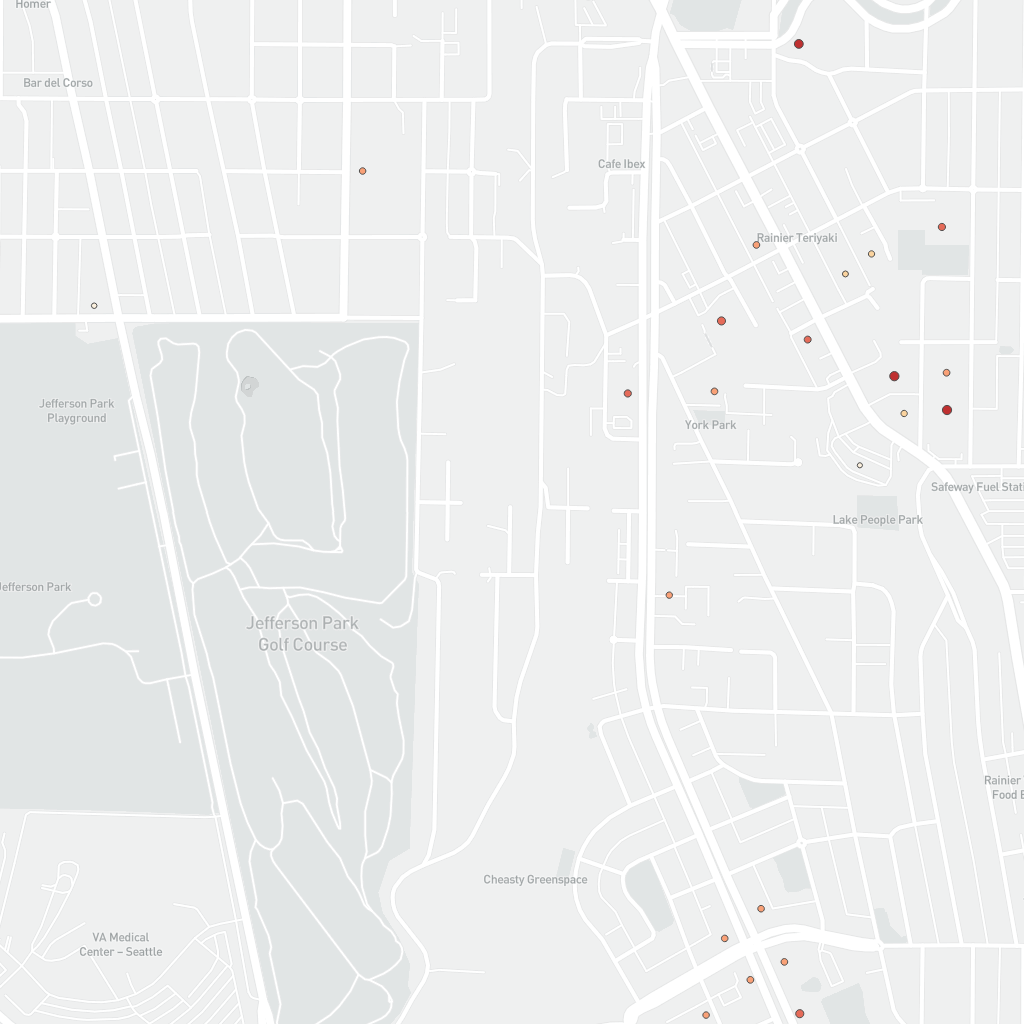 Homer
Bar del Corso
Cafe Ibex
Rainier Teriyaki
Jefferson Park
Playground
York Park
Safeway Fuel Stati
Lake People Park
Jefferson Park
Jefferson Park
Golf Course
Rainier
Food B
Cheasty Greenspace
VA Medical
Center – Seattle